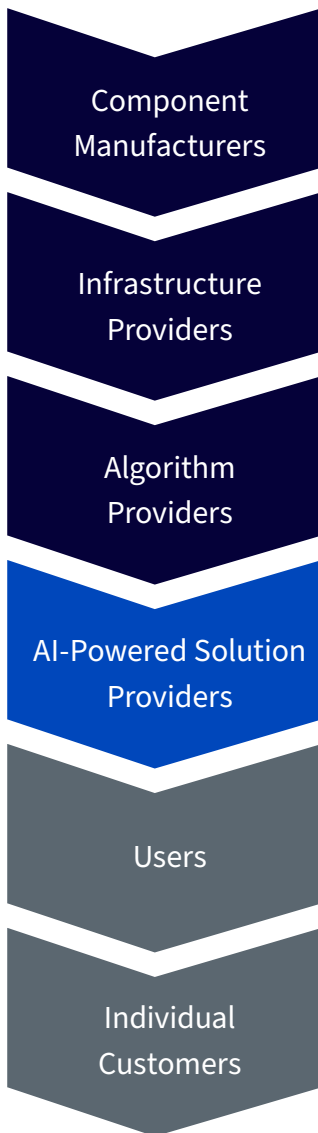 Component
Manufacturers
Infrastructure
Providers
Algorithm
Providers
AI-Powered Solution
Providers
Users
Individual
Customers